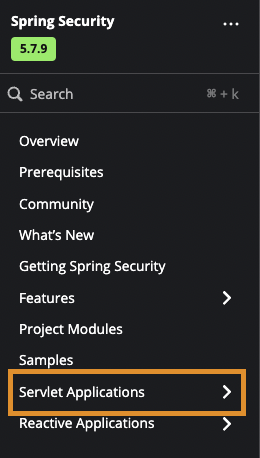 Spring Security
5.7.9
Search ⌘ + k
Overview
Prerequisites
Community
What's New
Getting Spring Security
Features
Project Modules
Samples
Servlet Applications
Reactive Applications